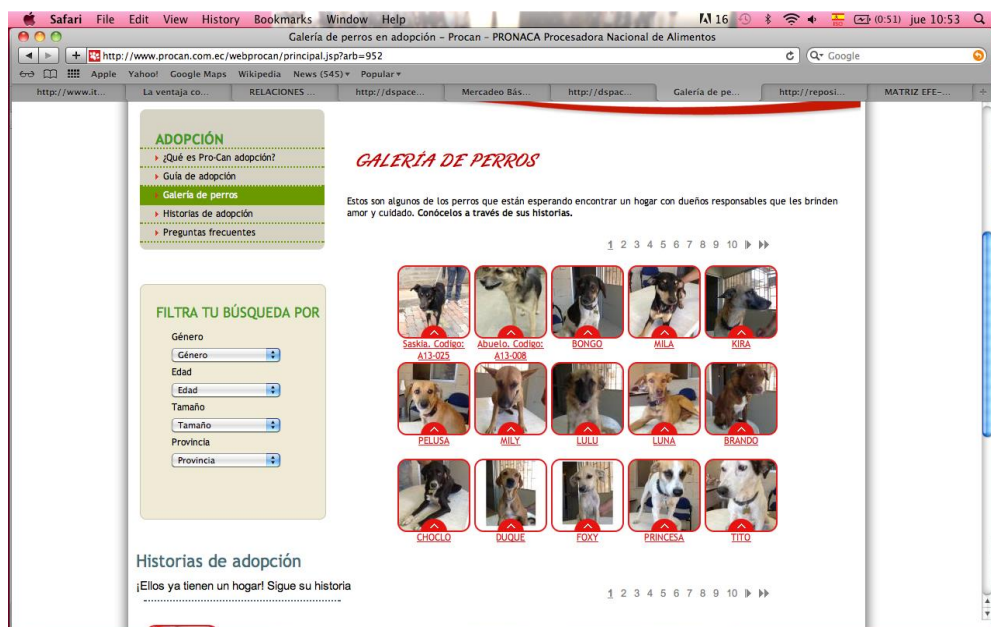 Safari File Edit View History Bookmarks Window Help 16 (0:51) jue 10:53
Galería de perros en adopción – Procan – PRONACA Procesadora Nacional de Alimentos
http://www.procan.com.ec/webprocan/principal.jsp?arb=952 Google
Apple Yahoo! Google Maps Wikipedia News (545) Popular
http://www.it... La ventaja co... RELACIONES ... http://dspace... Mercadeo Bás... http://dspac... Galería de pe... http://reposi... MATRIZ EFE-...
ADOPCIÓN
¿Qué es Pro-Can adopción?
Guía de adopción
Galería de perros
Historias de adopción
Preguntas frecuentes
FILTRA TU BÚSQUEDA POR
Género
Género
Edad
Edad
Tamaño
Tamaño
Provincia
Provincia
Historias de adopción
¡Ellos ya tienen un hogar! Sigue su historia
GALERÍA DE PERROS
Estos son algunos de los perros que están esperando encontrar un hogar con dueños responsables que les brinden
amor y cuidado. Conócelos a través de sus historias.
1 2 3 4 5 6 7 8 9 10
Saskia. Codigo:
A13-025
Abuelo. Codigo:
A13-008
BONGO
MILA
KIRA
PELUSA
MILY
LULU
LUNA
BRANDO
CHOCLO
DUQUE
FOXY
PRINCESA
TITO
1 2 3 4 5 6 7 8 9 10